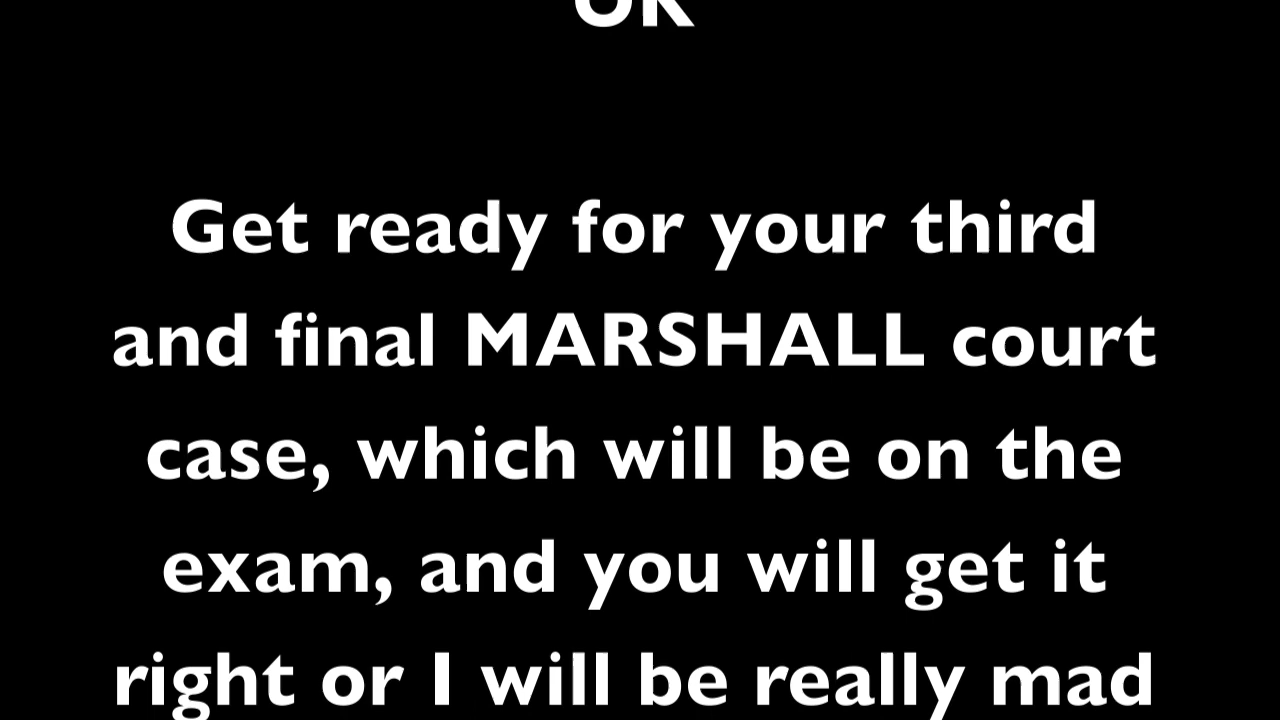 OK
Get ready for your third
and final MARSHALL court
case, which will be on the
exam, and you will get it
right or I will be really mad